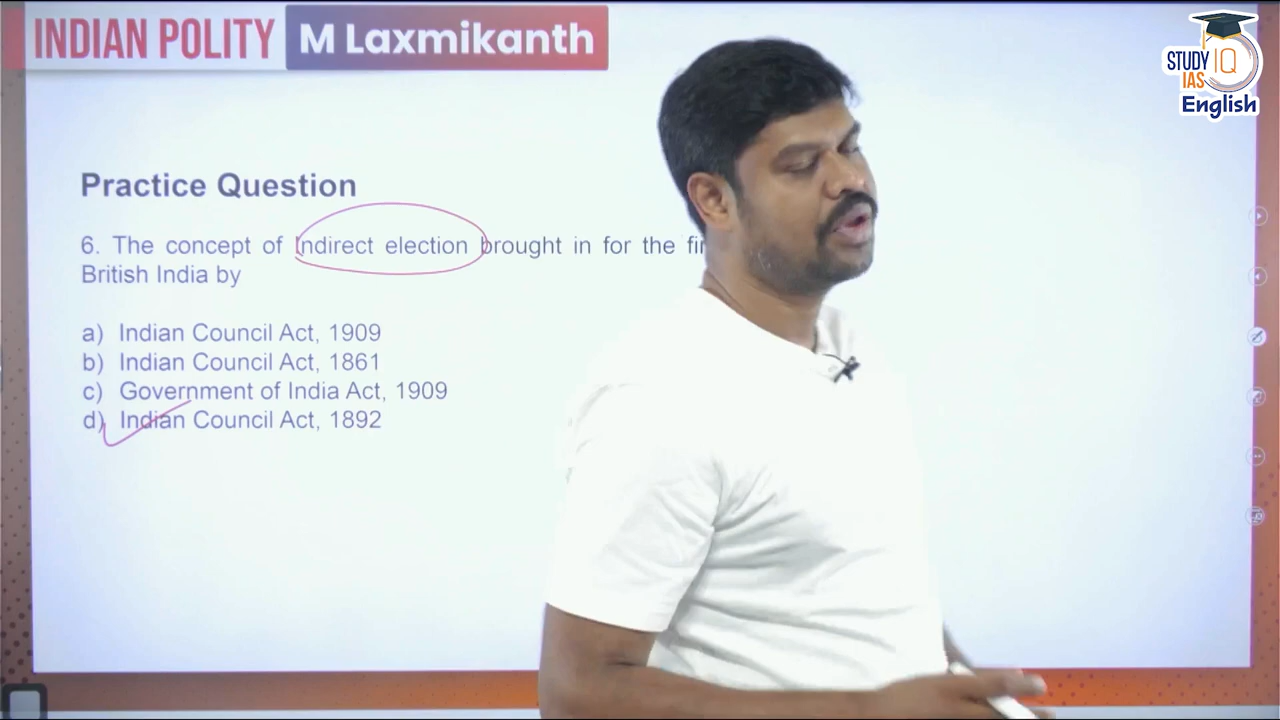 INDIAN POLITY M Laxmikanth
STUDY IQ
IAS
English
Practice Question
6. The concept of Indirect election brought in for the
British India by
a) Indian Council Act, 1909
b) Indian Council Act, 1861
c) Government of India Act, 1909
d) Indian Council Act, 1892